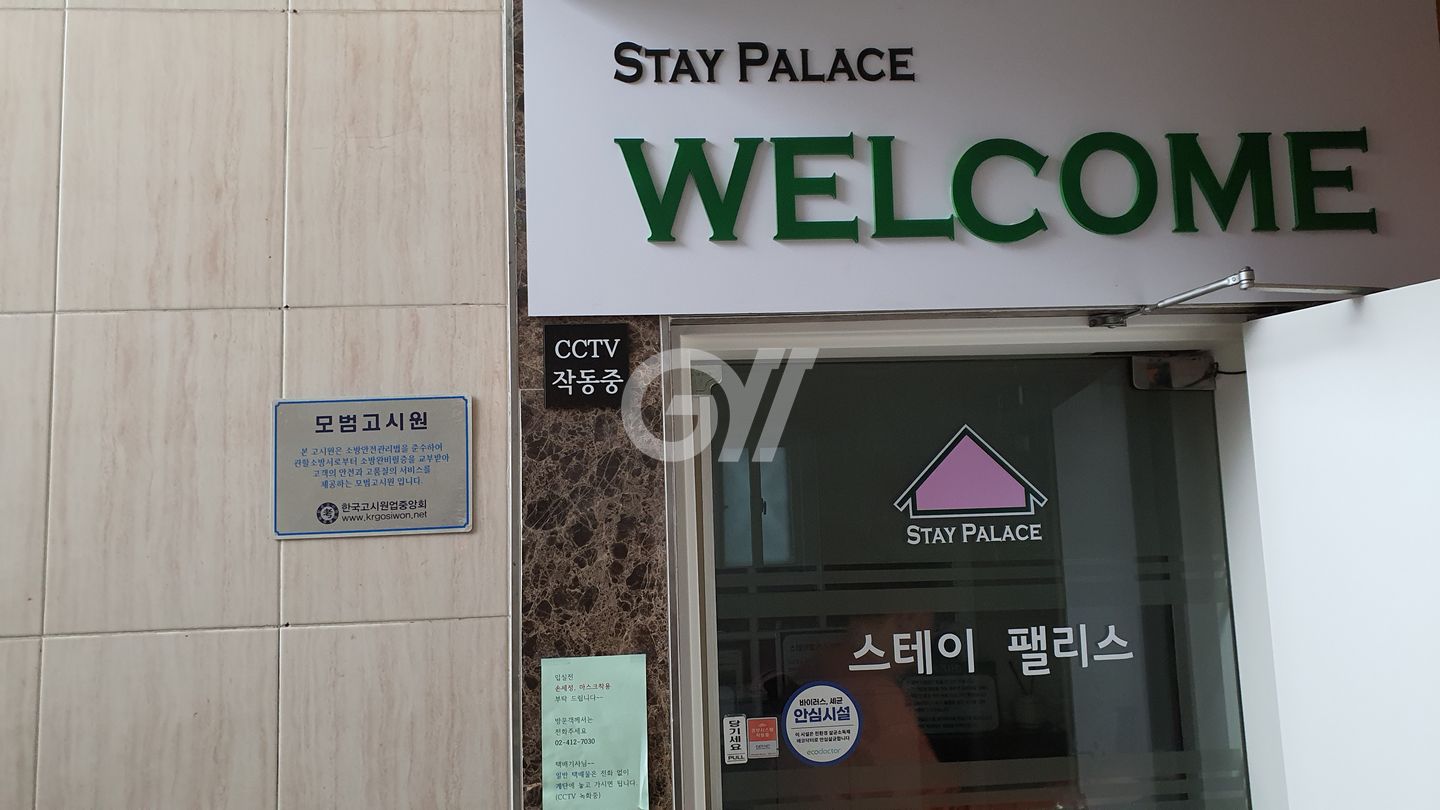 STAY PALACE
WELCOME
CCTV
작동중
모범고시원
본 고시원은 소방안전관리법을 준수하여
관할소방서로부터 소방완비필증을 교부받아
고객의 안전과 고품질의 서비스를
제공하는 모범고시원 입니다.
한국고시원업중앙회
www.krgosiwon.net
GYI
STAY PALACE
스테이 팰리스
입실전
손세정, 마스크착용
부탁 드립니다~~
방문객께서는
전화주세요
02-412-7030
택배기사님~~
일반 택배물은 전화 없이
계단에 놓고 가시면 됩니다.
(CCTV 녹화중)
당기세요
PULL
바이러스, 세균
안심시설
ecodoctor